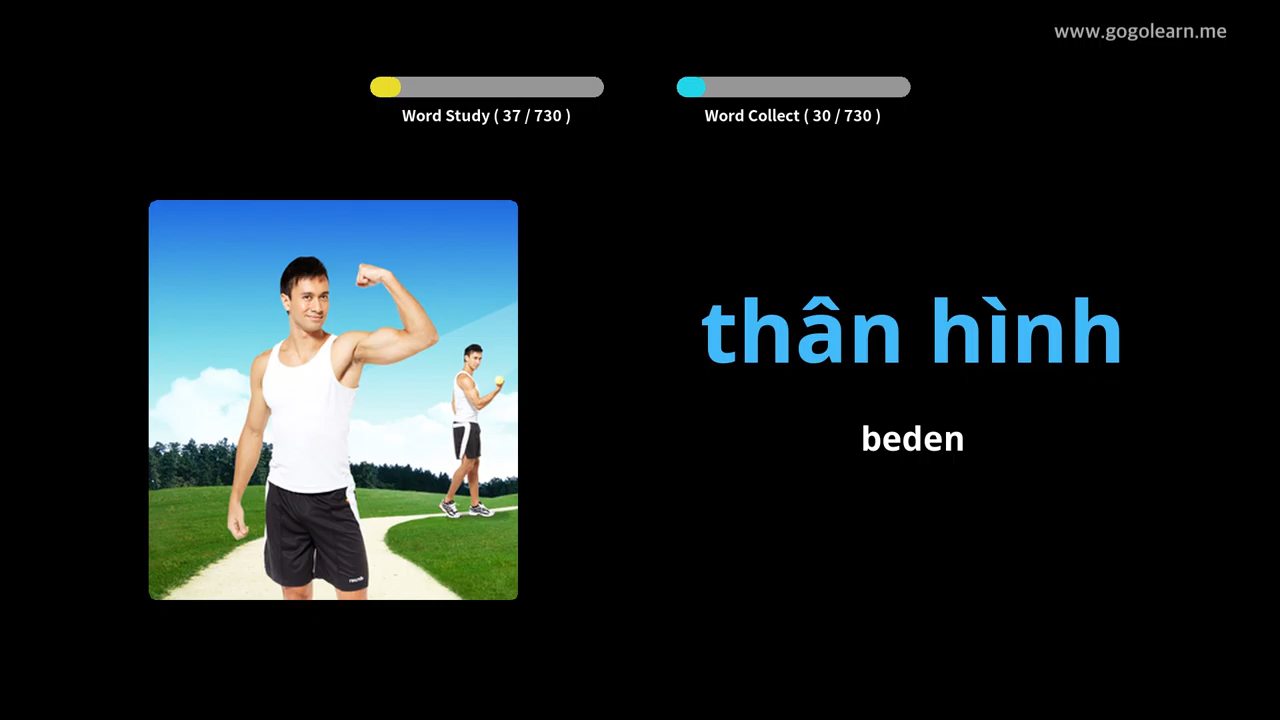 www.gogolearn.me
Word Study ( 37 / 730 )
Word Collect ( 30 / 730 )
thân hình
beden